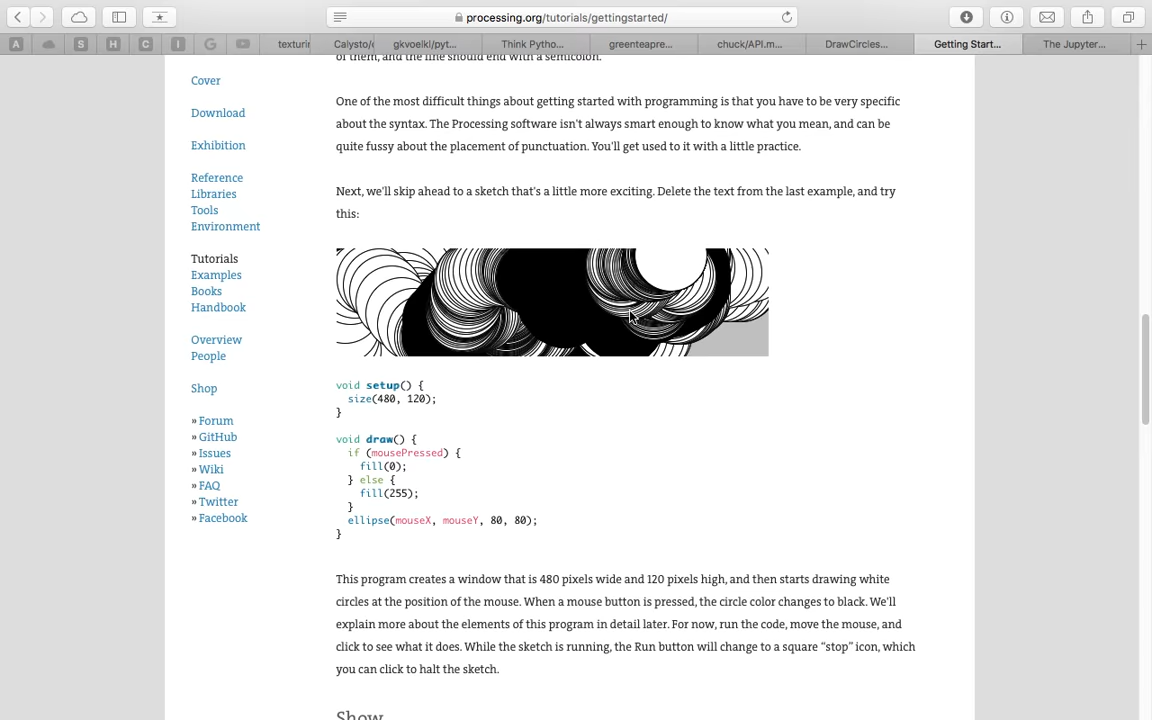 processing.org/tutorials/gettingstarted/
A
S
H
C
I
G
texturin
Calysto/c
gkvoeikl/pyt...
Think Pytho...
greenteapre...
chuck/API.m...
DrawCircles...
Getting Start...
The Jupyter...
Cover
Download
Exhibition
Reference
Libraries
Tools
Environment
Tutorials
Examples
Books
Handbook
Overview
People
Shop
» Forum
» GitHub
» Issues
» Wiki
» FAQ
» Twitter
» Facebook
of them, and the line should end with a semicolon.
One of the most difficult things about getting started with programming is that you have to be very specific
about the syntax. The Processing software isn't always smart enough to know what you mean, and can be
quite fussy about the placement of punctuation. You'll get used to it with a little practice.
Next, we'll skip ahead to a sketch that's a little more exciting. Delete the text from the last example, and try
this:
void setup() {
  size(480, 120);
}
void draw() {
  if (mousePressed) {
    fill(0);
  } else {
    fill(255);
  }
  ellipse(mouseX, mouseY, 80, 80);
}
This program creates a window that is 480 pixels wide and 120 pixels high, and then starts drawing white
circles at the position of the mouse. When a mouse button is pressed, the circle color changes to black. We'll
explain more about the elements of this program in detail later. For now, run the code, move the mouse, and
click to see what it does. While the sketch is running, the Run button will change to a square “stop” icon, which
you can click to halt the sketch.
Show